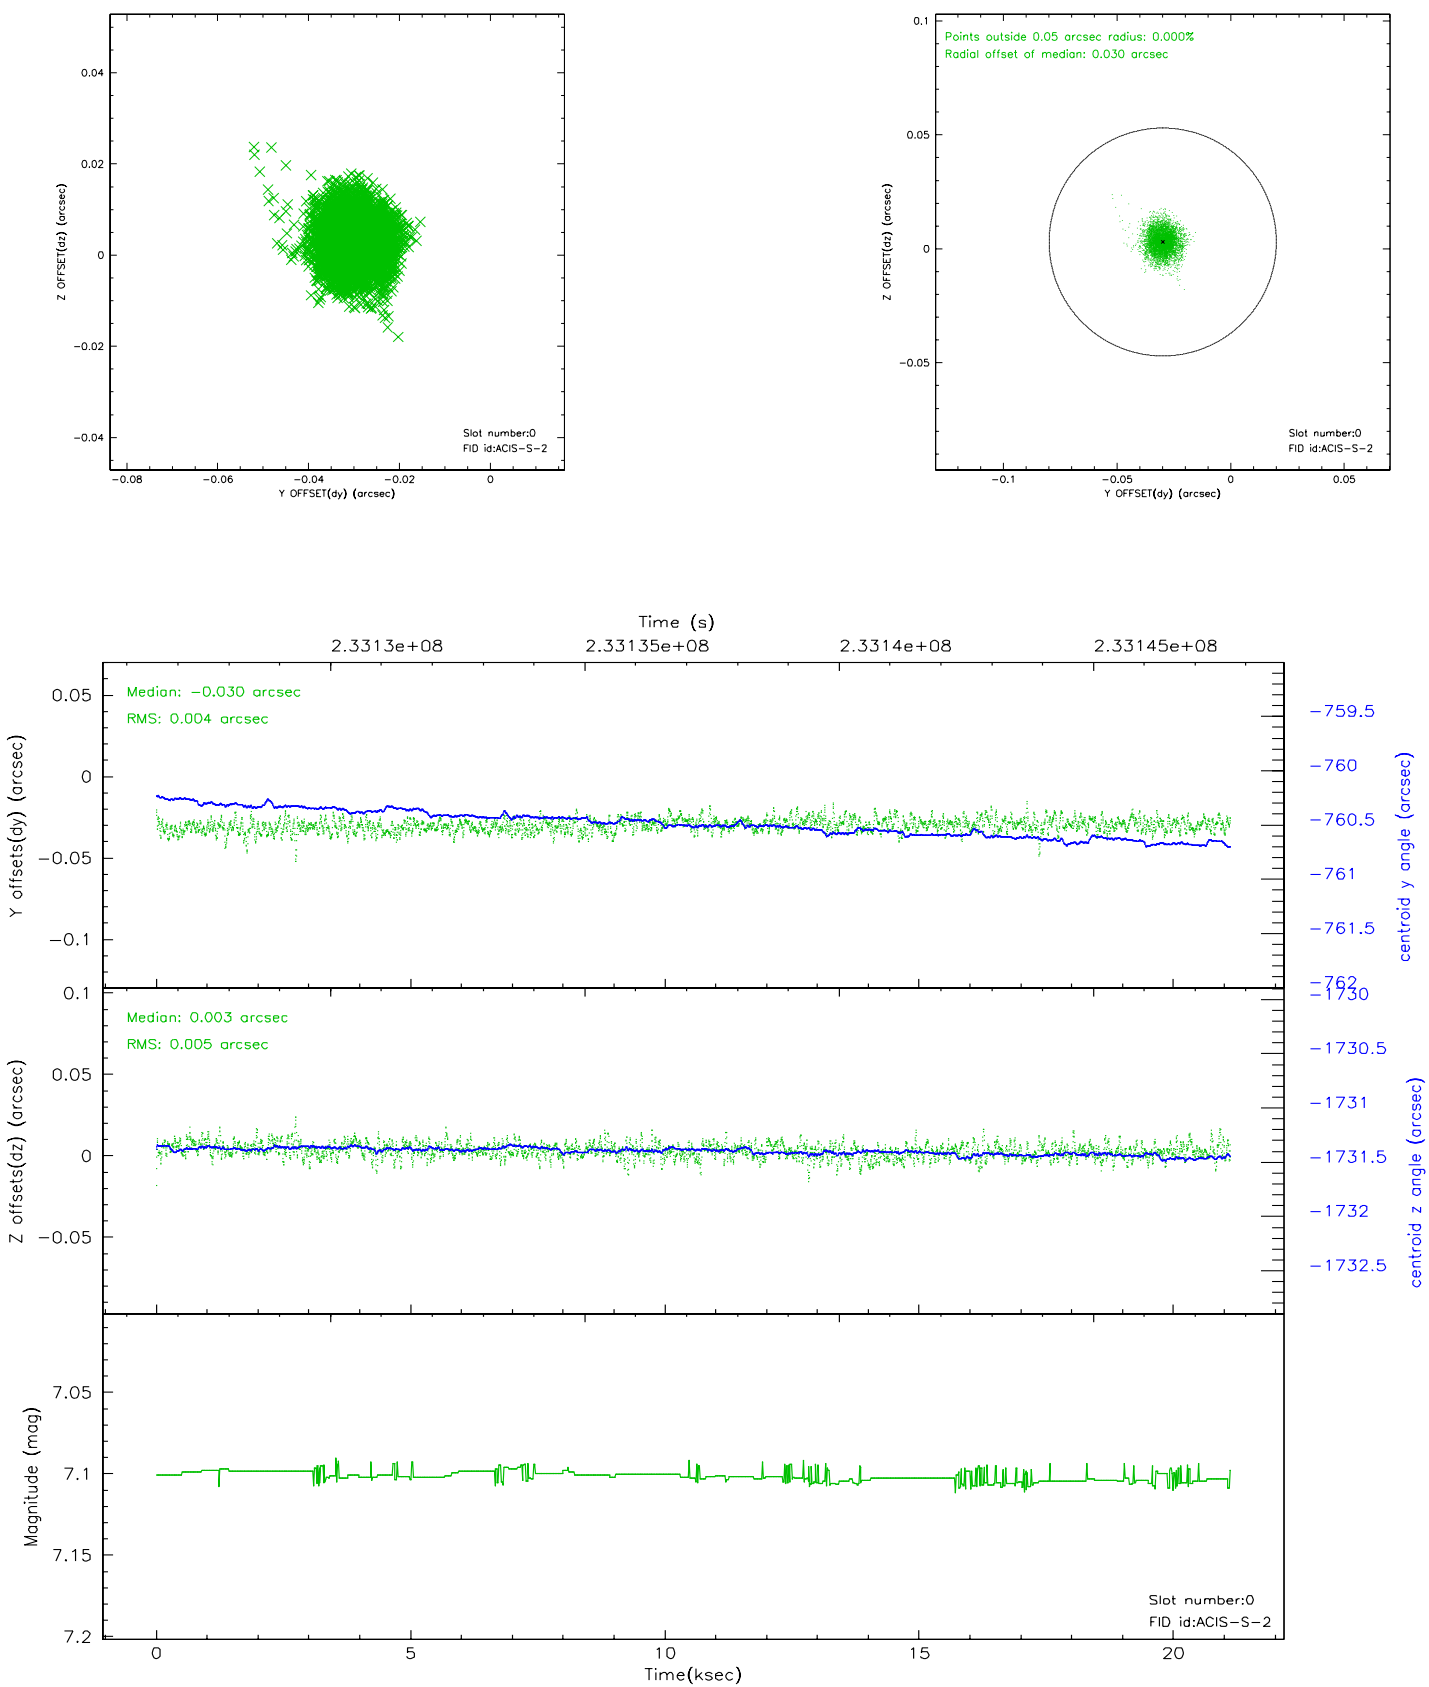 0.04
0.02
0
−0.02
−0.04
Z OFFSET(dz) (arcsec)
−0.08
−0.06
−0.04
−0.02
0
Y OFFSET(dy) (arcsec)
Slot number:0
FID id:ACIS−S−2
Points outside 0.05 arcsec radius: 0.000%
Radial offset of median: 0.030 arcsec
0.1
0.05
0
−0.05
Z OFFSET(dz) (arcsec)
−0.1
−0.05
0
0.05
Y OFFSET(dy) (arcsec)
Slot number:0
FID id:ACIS−S−2
Time (s)
2.3313e+08
2.33135e+08
2.3314e+08
2.33145e+08
Median: −0.030 arcsec
RMS: 0.004 arcsec
0.05
0
−0.05
−0.1
Y offsets(dy) (arcsec)
−759.5
−760
−760.5
−761
−761.5
−762
centroid y angle (arcsec)
Median: 0.003 arcsec
RMS: 0.005 arcsec
0.1
0.05
0
−0.05
Z offsets(dz) (arcsec)
−1730
−1730.5
−1731
−1731.5
−1732
−1732.5
centroid z angle (arcsec)
7.05
7.1
7.15
7.2
Magnitude (mag)
Slot number:0
FID id:ACIS−S−2
0
5
10
15
20
Time(ksec)